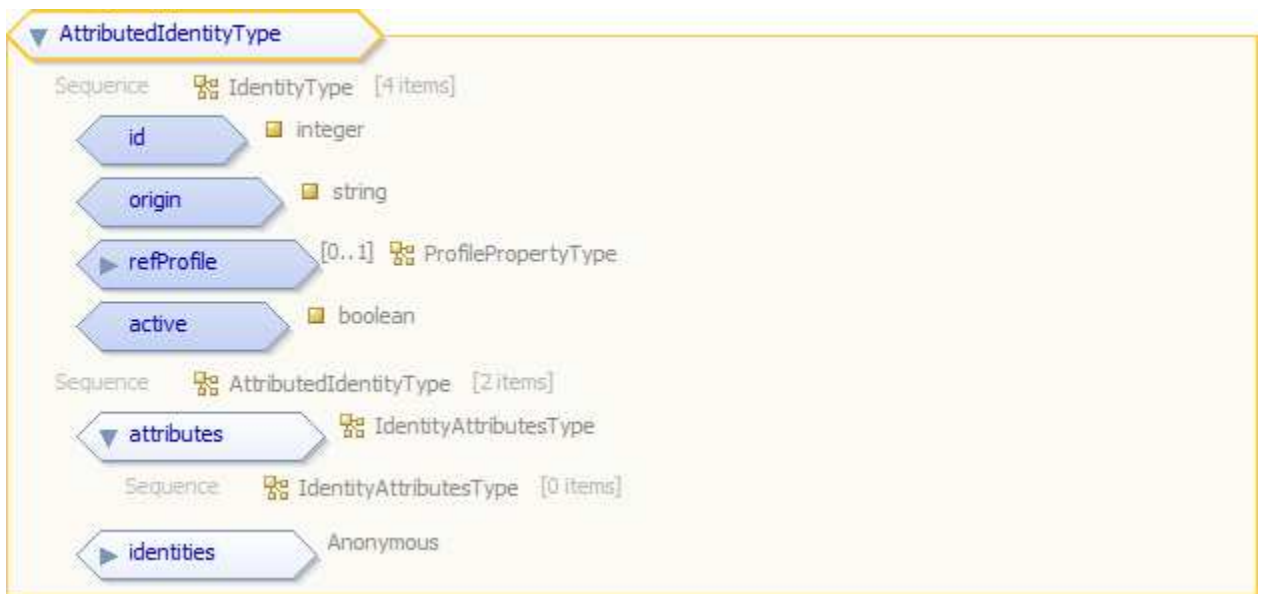 AttributedIdentityType
Sequence IdentityType [4 items]
id integer
origin string
refProfile [0..1] ProfilePropertyType
active boolean
Sequence AttributedIdentityType [2 items]
attributes IdentityAttributesType
Sequence IdentityAttributesType [0 items]
identities Anonymous